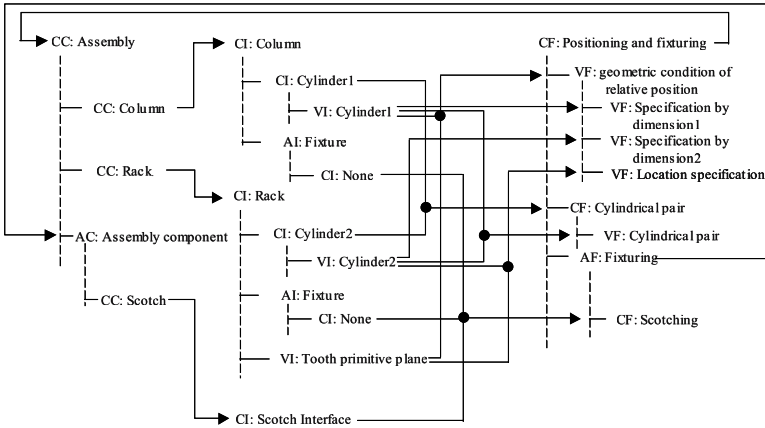 CC: Assembly
CC: Column
CC: Rack
AC: Assembly component
CC: Scotch
CI: Column
CI: Cylinder1
VI: Cylinder1
AI: Fixture
CI: None
CI: Rack
CI: Cylinder2
VI: Cylinder2
AI: Fixture
CI: None
VI: Tooth primitive plane
CI: Scotch Interface
CF: Positioning and fixturing
VF: geometric condition of
relative position
VF: Specification by
dimension1
VF: Specification by
dimension2
VF: Location specification
CF: Cylindrical pair
VF: Cylindrical pair
AF: Fixturing
CF: Scotching